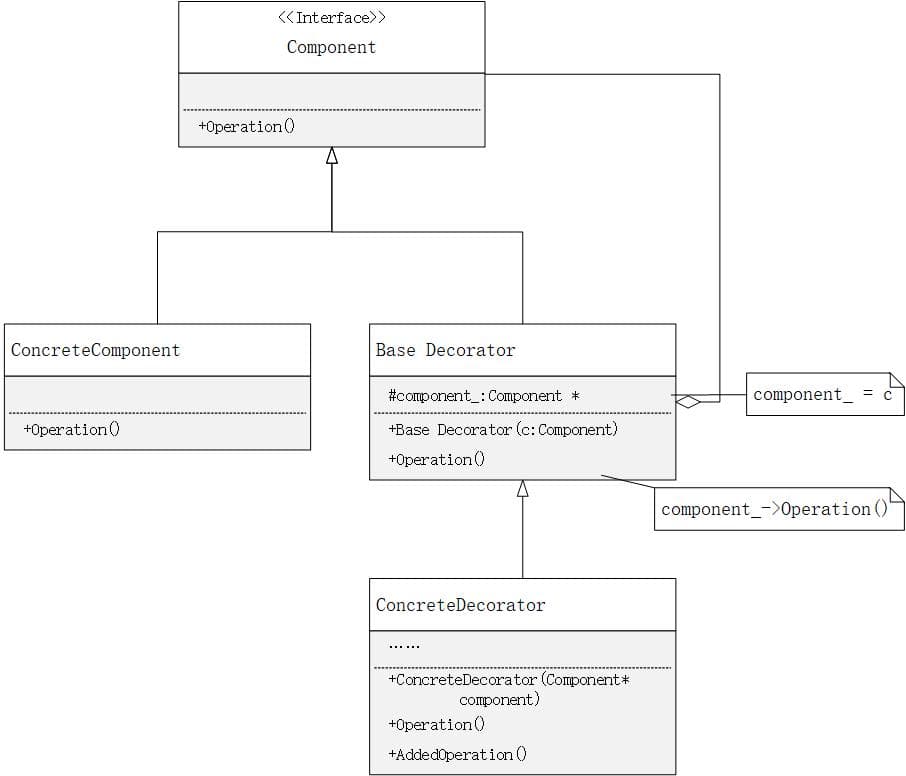 <<Interface>>
Component
+Operation()
ConcreteComponent
+Operation()
Base Decorator
#component_:Component *
+Base Decorator(c:Component)
+Operation()
component_ = c
component_->Operation()
ConcreteDecorator
……
+ConcreteDecorator(Component*
component)
+Operation()
+AddedOperation()